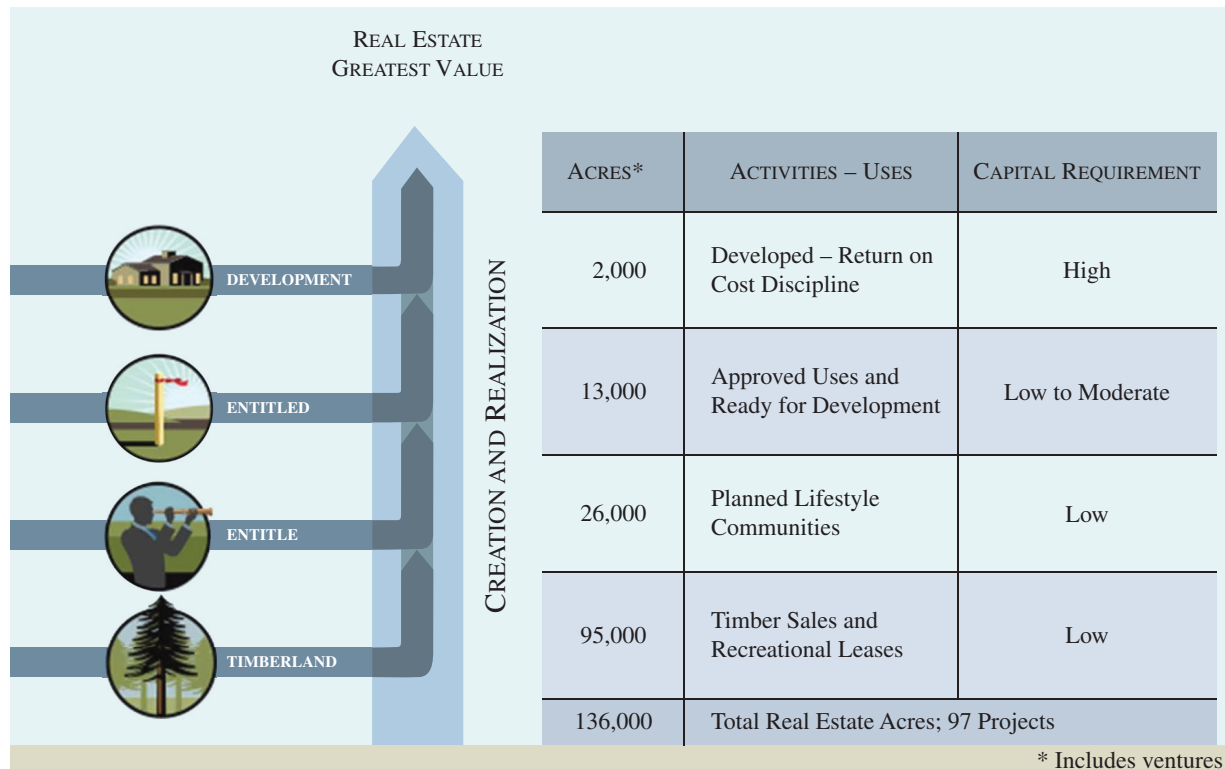 REAL ESTATE
GREATEST VALUE
ACRES*
ACTIVITIES – USES
CAPITAL REQUIREMENT
DEVELOPMENT
2,000
Developed – Return on
Cost Discipline
High
ENTITLED
13,000
Approved Uses and
Ready for Development
Low to Moderate
ENTITLE
26,000
Planned Lifestyle
Communities
Low
TIMBERLAND
95,000
Timber Sales and
Recreational Leases
Low
CREATION AND REALIZATION
136,000
Total Real Estate Acres; 97 Projects
* Includes ventures